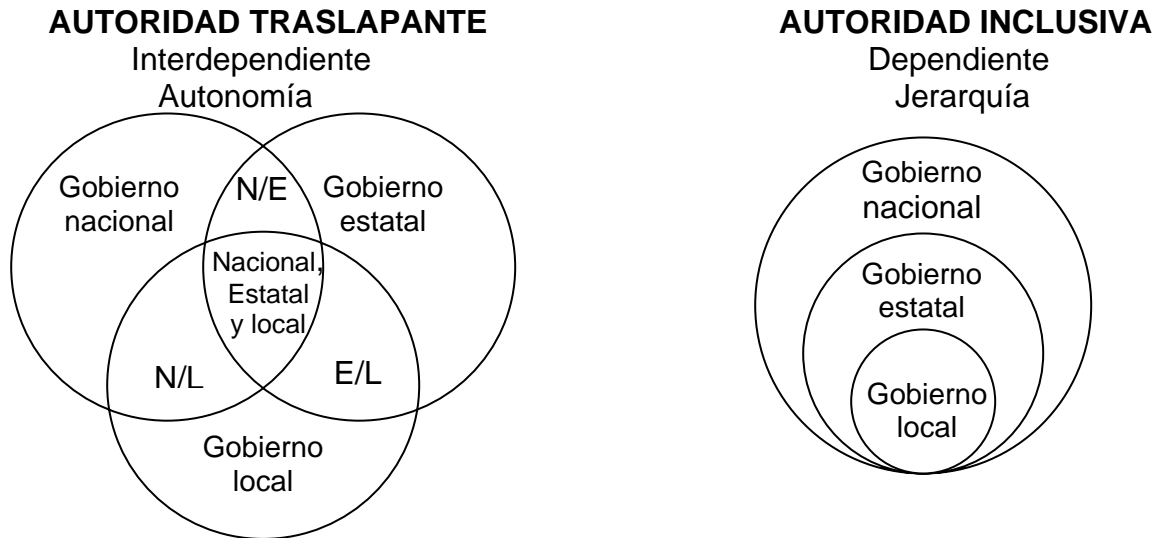 AUTORIDAD TRASLAPANTE
Interdependiente
Autonomía
Gobierno
nacional
N/E
Gobierno
estatal
Nacional,
Estatal
y local
N/L
E/L
Gobierno
local
AUTORIDAD INCLUSIVA
Dependiente
Jerarquía
Gobierno
nacional
Gobierno
estatal
Gobierno
local